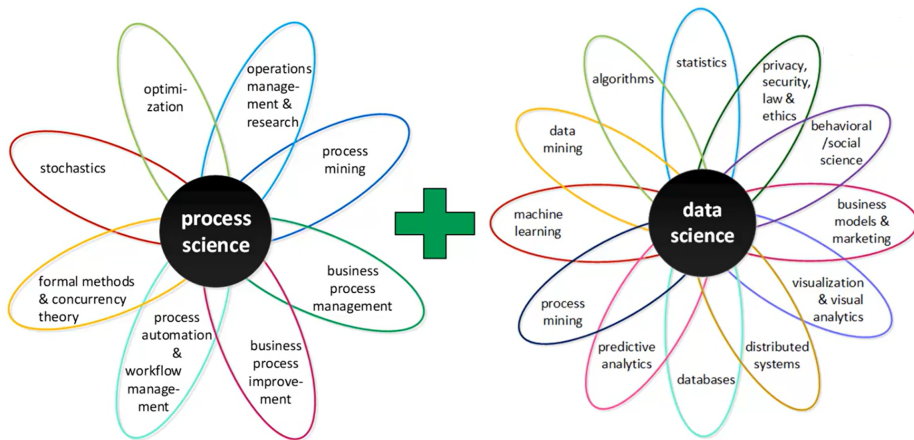 optimi-
zation
operations
manage-
ment &
research
process
mining
business
process
management
business
process
improve-
ment
process
automation
&
workflow
manage-
ment
formal methods
& concurrency
theory
stochastics
process
science
statistics
privacy,
security,
law &
ethics
behavioral
/social
science
business
models &
marketing
visualization
& visual
analytics
distributed
systems
databases
predictive
analytics
process
mining
machine
learning
data
mining
algorithms
data
science